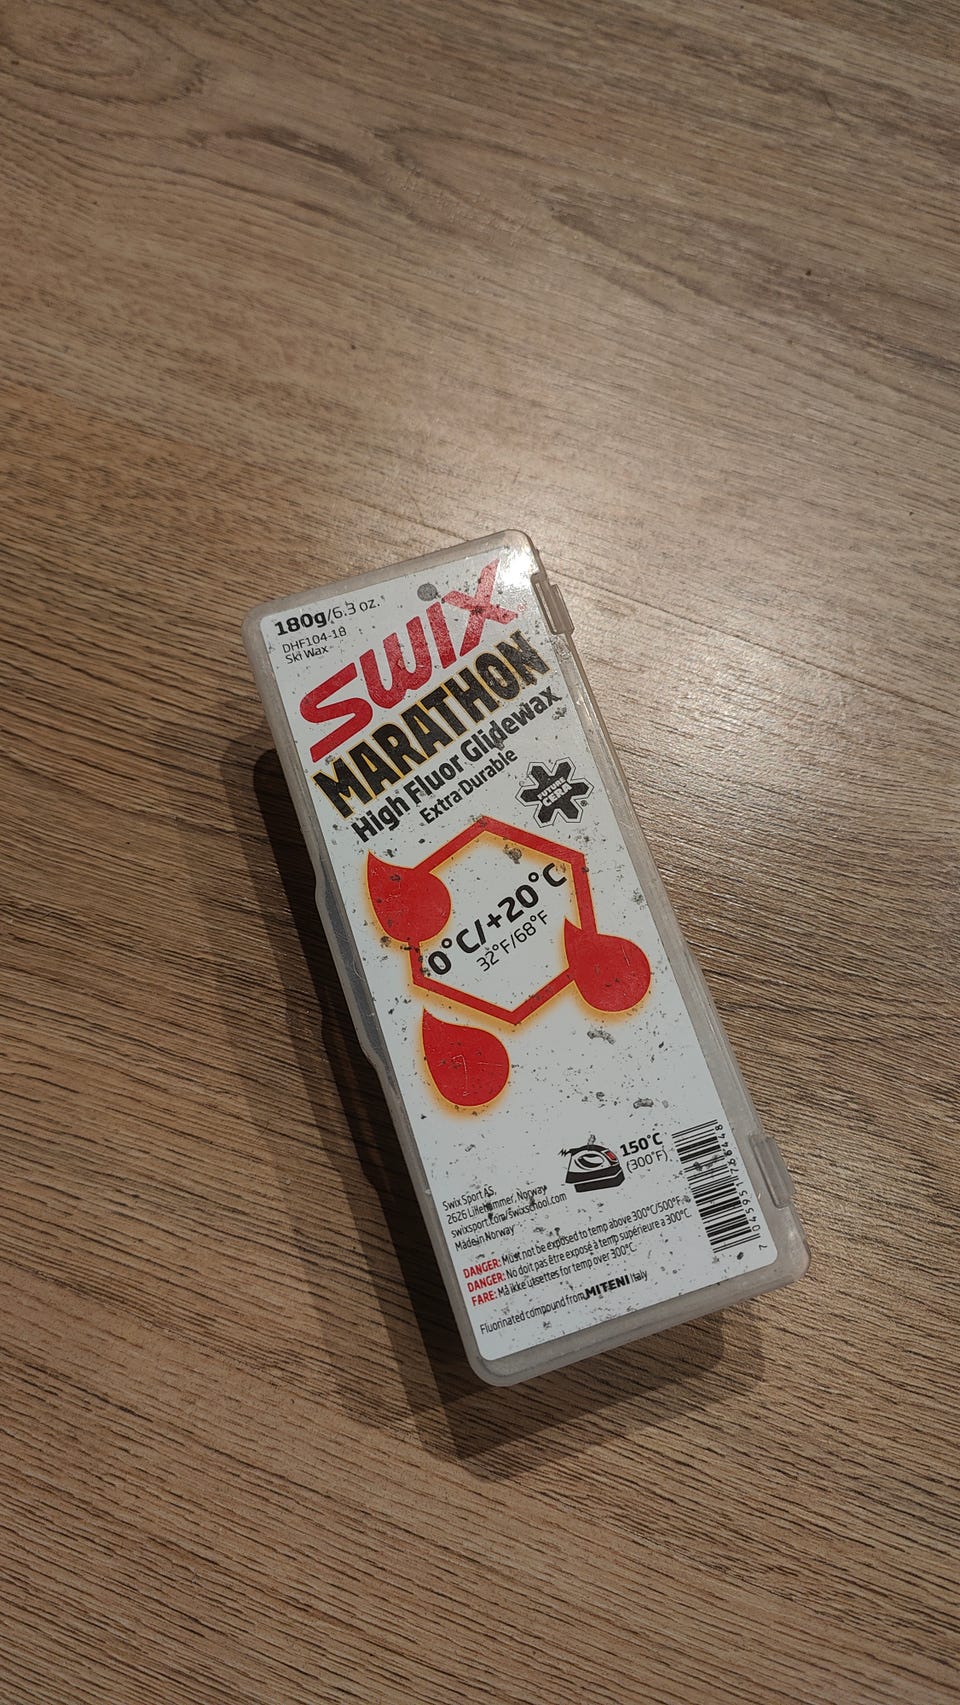 180g/6.3 oz.
DHF104-18
Ski Wax
SWIX
MARATHON
High Fluor Glidewax
Extra Durable
FUTURE
CERA®
0°C/+20°C
32°F/68°F
150°C
(300°F)
Swix Sport AS,
2626 Lillehammer, Norway
swixsport.com/swixschool.com
Made in Norway
DANGER: Must not be exposed to temp above 300°C/500°F.
DANGER: No doit pas être exposé à temp supérieure a 300°C.
FARE: Må ikke utsettes for temp over 300°C.
Fluorinated compound from MITENI Italy